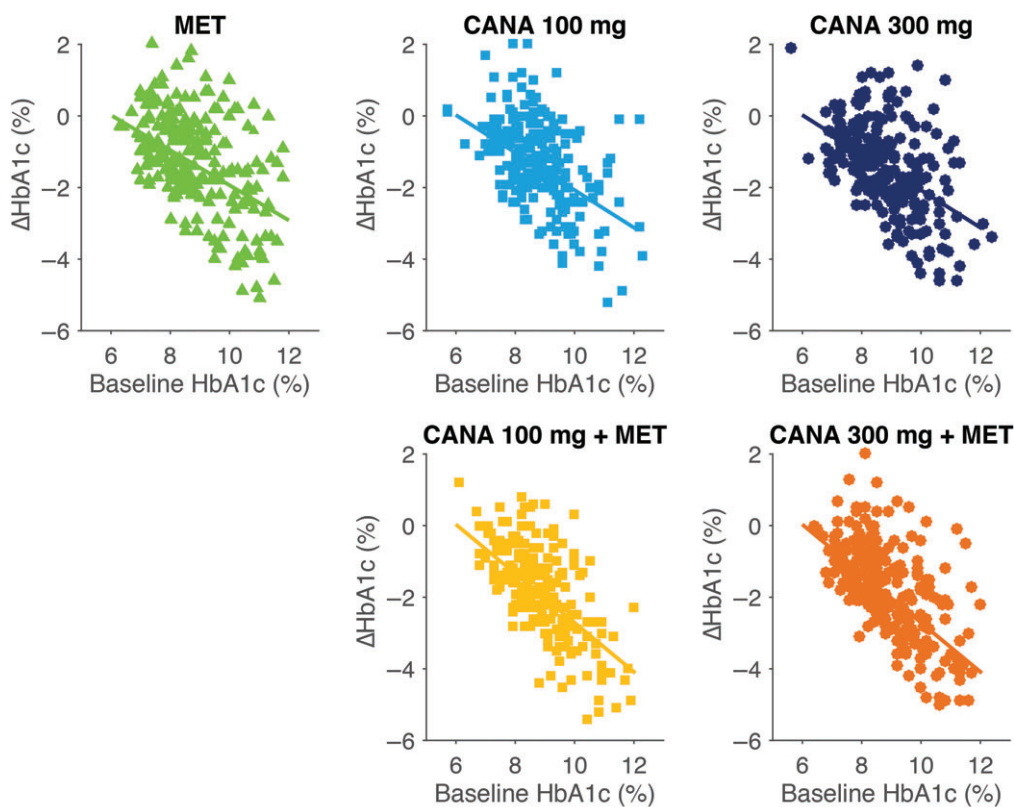 MET
2
0
−2
−4
−6
ΔHbA1c (%)
6 8 10 12
Baseline HbA1c (%)
CANA 100 mg
2
0
−2
−4
−6
ΔHbA1c (%)
6 8 10 12
Baseline HbA1c (%)
CANA 300 mg
2
0
−2
−4
−6
ΔHbA1c (%)
6 8 10 12
Baseline HbA1c (%)
CANA 100 mg + MET
2
0
−2
−4
−6
ΔHbA1c (%)
6 8 10 12
Baseline HbA1c (%)
CANA 300 mg + MET
2
0
−2
−4
−6
ΔHbA1c (%)
6 8 10 12
Baseline HbA1c (%)